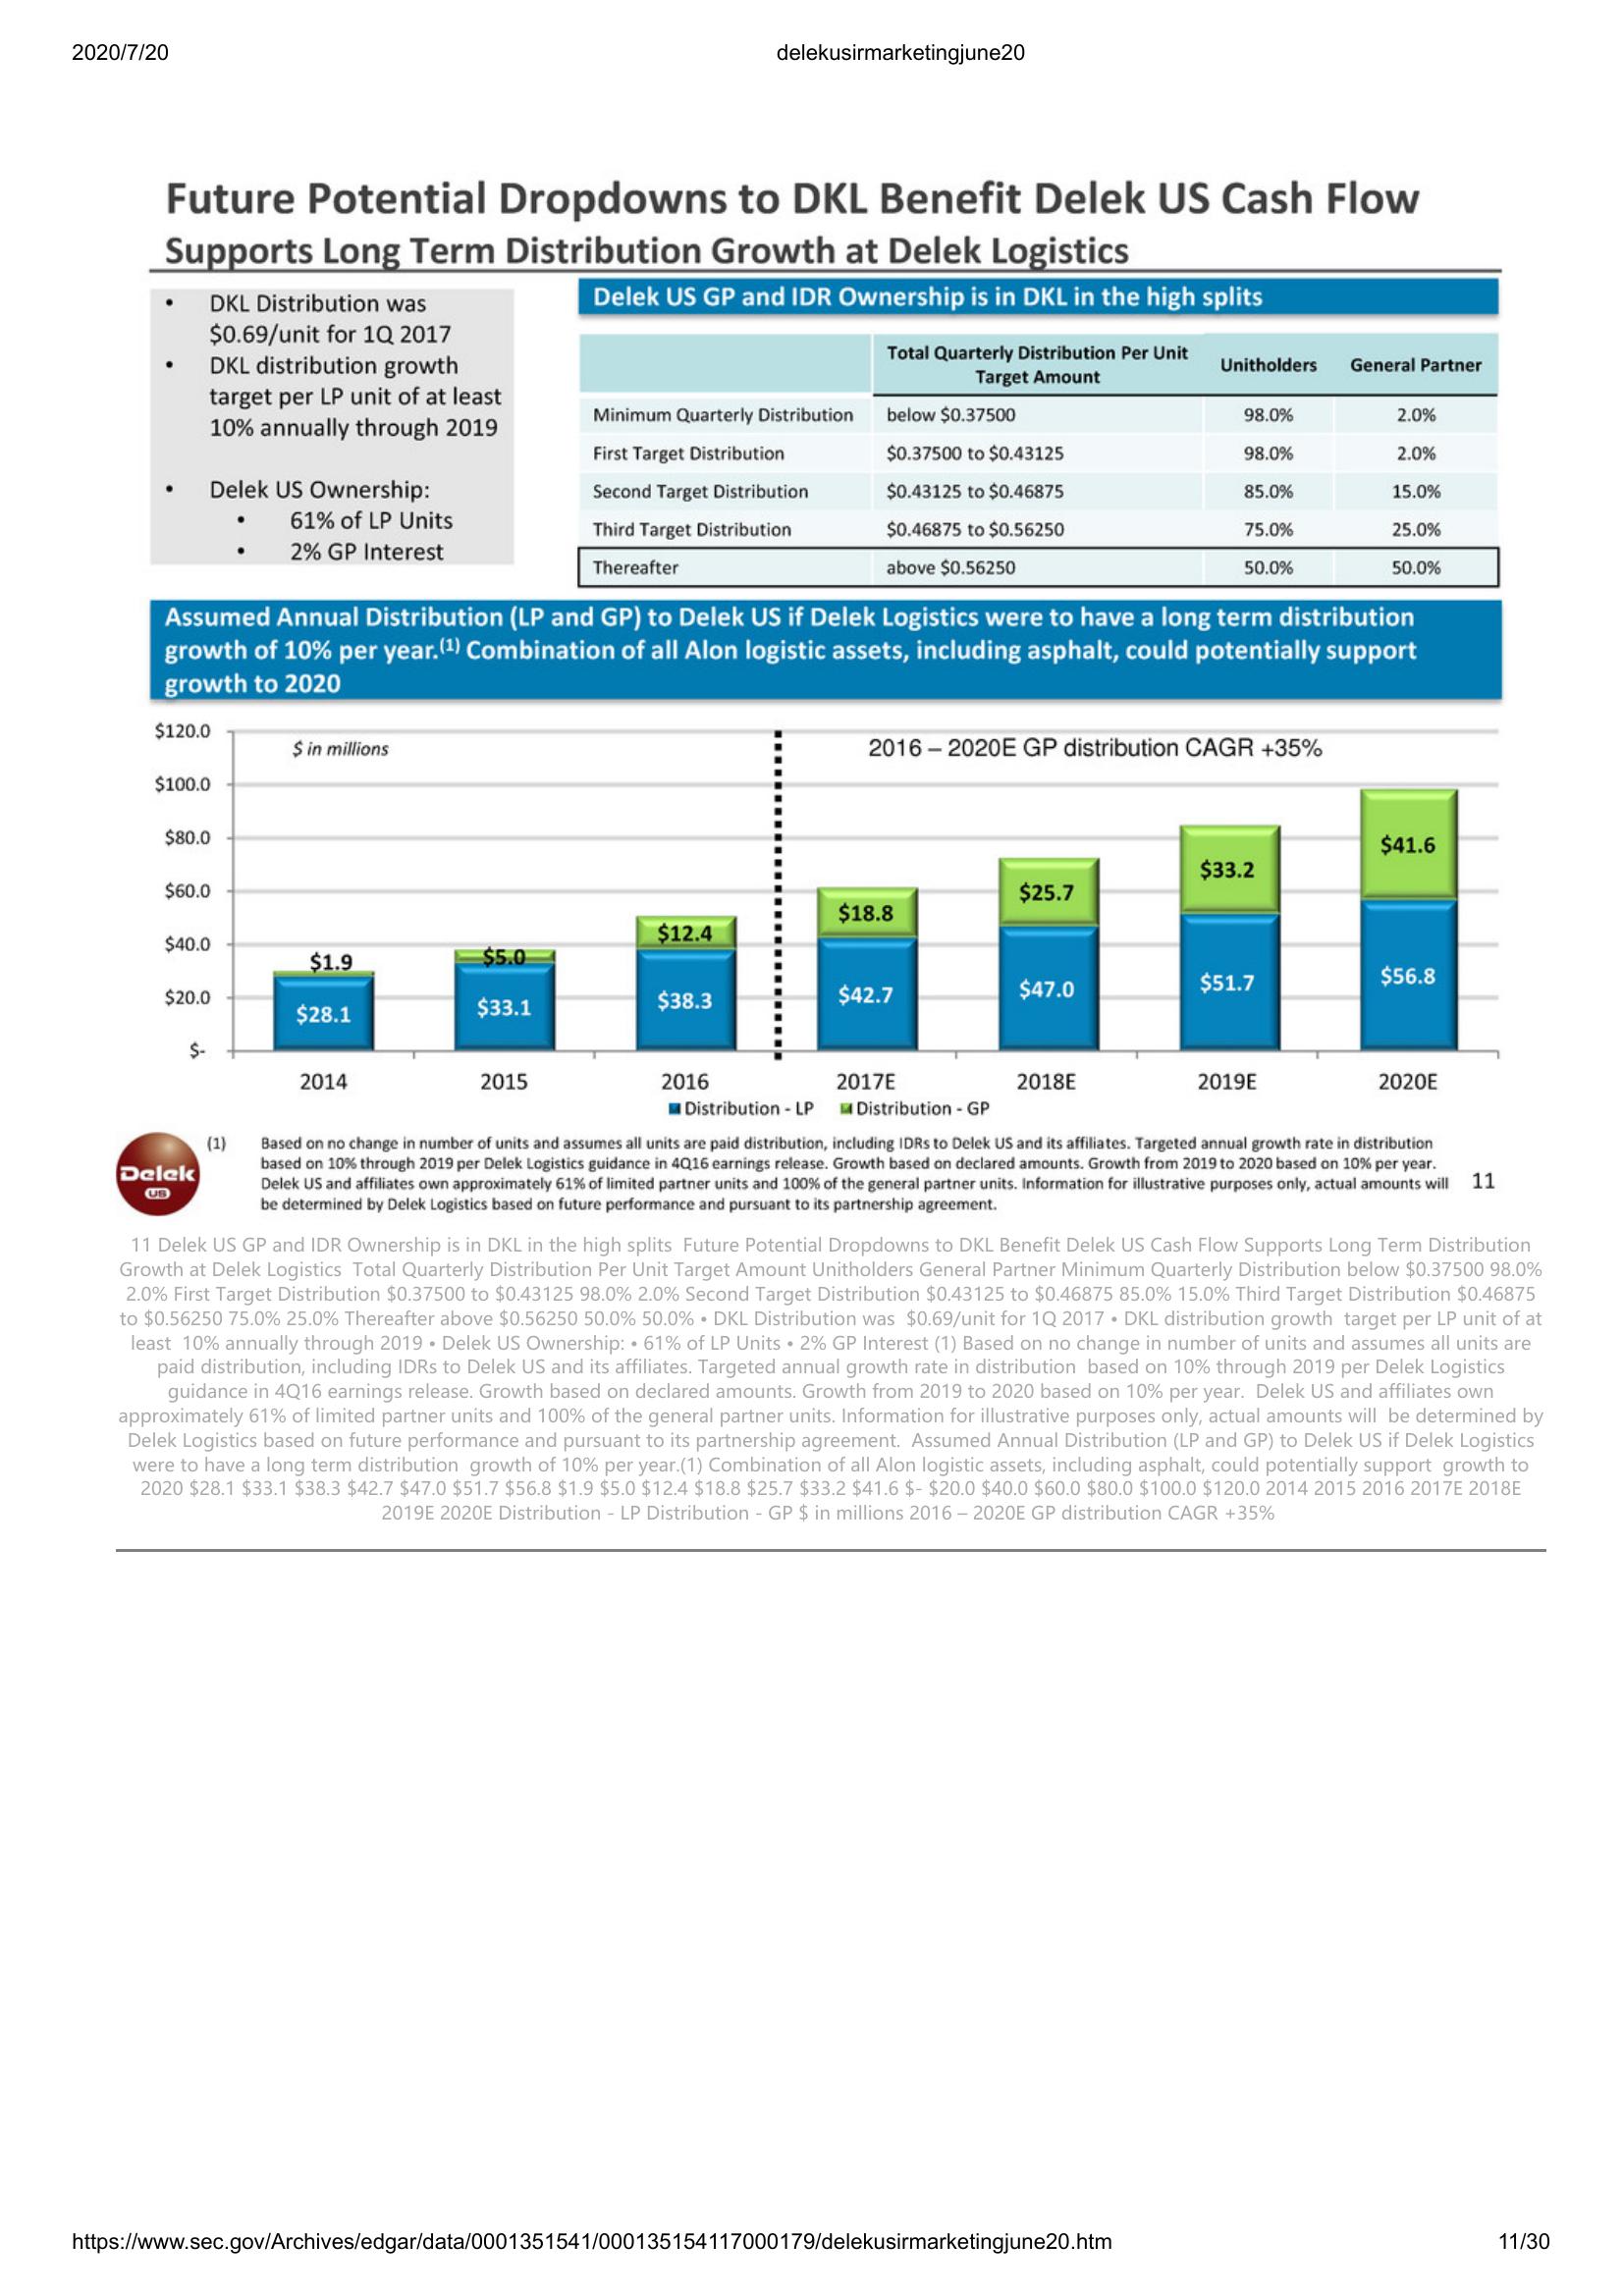 2020/7/20
delekusirmarketingjune20
Future Potential Dropdowns to DKL Benefit Delek US Cash Flow
Supports Long Term Distribution Growth at Delek Logistics
• DKL Distribution was
$0.69/unit for 1Q 2017
• DKL distribution growth
target per LP unit of at least
10% annually through 2019
• Delek US Ownership:
• 61% of LP Units
• 2% GP Interest
Delek US GP and IDR Ownership is in DKL in the high splits
Total Quarterly Distribution Per Unit
Target Amount
Unitholders
General Partner
Minimum Quarterly Distribution below $0.37500 98.0% 2.0%
First Target Distribution $0.37500 to $0.43125 98.0% 2.0%
Second Target Distribution $0.43125 to $0.46875 85.0% 15.0%
Third Target Distribution $0.46875 to $0.56250 75.0% 25.0%
Thereafter above $0.56250 50.0% 50.0%
Assumed Annual Distribution (LP and GP) to Delek US if Delek Logistics were to have a long term distribution
growth of 10% per year.(1) Combination of all Alon logistic assets, including asphalt, could potentially support
growth to 2020
$120.0
$100.0
$80.0
$60.0
$40.0
$20.0
$-
$ in millions
2016 – 2020E GP distribution CAGR +35%
$1.9 $5.0 $12.4 $18.8 $25.7 $33.2 $41.6
$28.1 $33.1 $38.3 $42.7 $47.0 $51.7 $56.8
2014 2015 2016 2017E 2018E 2019E 2020E
Distribution - LP Distribution - GP
Delek
US
(1) Based on no change in number of units and assumes all units are paid distribution, including IDRs to Delek US and its affiliates. Targeted annual growth rate in distribution
based on 10% through 2019 per Delek Logistics guidance in 4Q16 earnings release. Growth based on declared amounts. Growth from 2019 to 2020 based on 10% per year.
Delek US and affiliates own approximately 61% of limited partner units and 100% of the general partner units. Information for illustrative purposes only, actual amounts will
be determined by Delek Logistics based on future performance and pursuant to its partnership agreement.
11
11 Delek US GP and IDR Ownership is in DKL in the high splits Future Potential Dropdowns to DKL Benefit Delek US Cash Flow Supports Long Term Distribution
Growth at Delek Logistics Total Quarterly Distribution Per Unit Target Amount Unitholders General Partner Minimum Quarterly Distribution below $0.37500 98.0%
2.0% First Target Distribution $0.37500 to $0.43125 98.0% 2.0% Second Target Distribution $0.43125 to $0.46875 85.0% 15.0% Third Target Distribution $0.46875
to $0.56250 75.0% 25.0% Thereafter above $0.56250 50.0% 50.0% • DKL Distribution was $0.69/unit for 1Q 2017 • DKL distribution growth target per LP unit of at
least 10% annually through 2019 • Delek US Ownership: • 61% of LP Units • 2% GP Interest (1) Based on no change in number of units and assumes all units are
paid distribution, including IDRs to Delek US and its affiliates. Targeted annual growth rate in distribution based on 10% through 2019 per Delek Logistics
guidance in 4Q16 earnings release. Growth based on declared amounts. Growth from 2019 to 2020 based on 10% per year. Delek US and affiliates own
approximately 61% of limited partner units and 100% of the general partner units. Information for illustrative purposes only, actual amounts will be determined by
Delek Logistics based on future performance and pursuant to its partnership agreement. Assumed Annual Distribution (LP and GP) to Delek US if Delek Logistics
were to have a long term distribution growth of 10% per year.(1) Combination of all Alon logistic assets, including asphalt, could potentially support growth to
2020 $28.1 $33.1 $38.3 $42.7 $47.0 $51.7 $56.8 $1.9 $5.0 $12.4 $18.8 $25.7 $33.2 $41.6 $- $20.0 $40.0 $60.0 $80.0 $100.0 $120.0 2014 2015 2016 2017E 2018E
2019E 2020E Distribution - LP Distribution - GP $ in millions 2016 – 2020E GP distribution CAGR +35%
https://www.sec.gov/Archives/edgar/data/0001351541/000135154117000179/delekusirmarketingjune20.htm
11/30